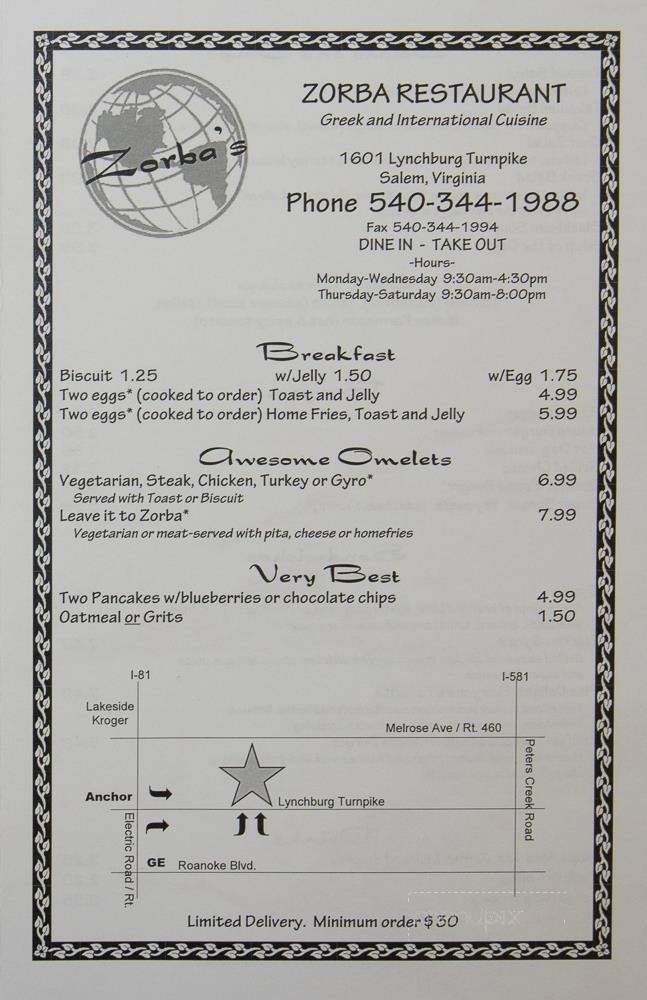 Zorba's
ZORBA RESTAURANT
Greek and International Cuisine
1601 Lynchburg Turnpike
Salem, Virginia
Phone 540-344-1988
Fax 540-344-1994
DINE IN - TAKE OUT
-Hours-
Monday-Wednesday 9:30am-4:30pm
Thursday-Saturday 9:30am-8:00pm
Breakfast
Biscuit 1.25 w/Jelly 1.50 w/Egg 1.75
Two eggs* (cooked to order) Toast and Jelly 4.99
Two eggs* (cooked to order) Home Fries, Toast and Jelly 5.99
Awesome Omelets
Vegetarian, Steak, Chicken, Turkey or Gyro* 6.99
Served with Toast or Biscuit
Leave it to Zorba* 7.99
Vegetarian or meat-served with pita, cheese or homefries
Very Best
Two Pancakes w/blueberries or chocolate chips 4.99
Oatmeal or Grits 1.50
I-81 I-581
Lakeside
Kroger
Melrose Ave / Rt. 460
Peters Creek Road
Anchor
Lynchburg Turnpike
Electric Road / Rt.
GE Roanoke Blvd.
Limited Delivery. Minimum order $30